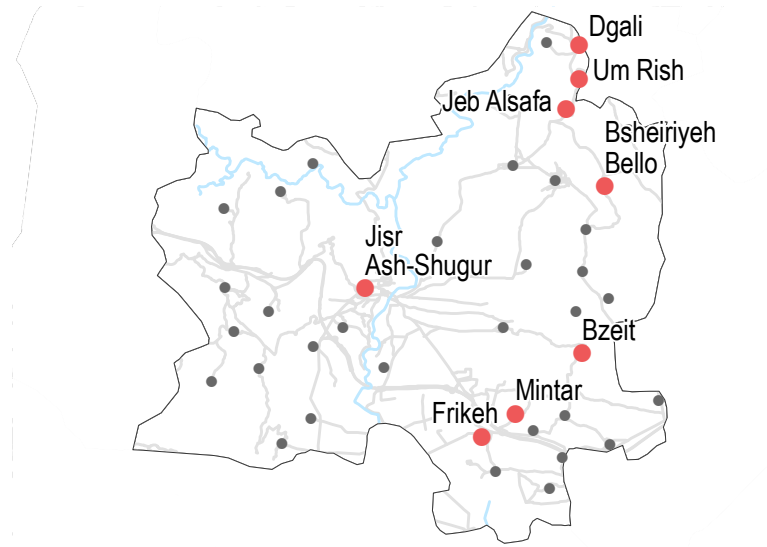 Dgali
Um Rish
Jeb Alsafa
Bsheiriyeh
Bello
Jisr
Ash-Shugur
Bzeit
Mintar
Frikeh